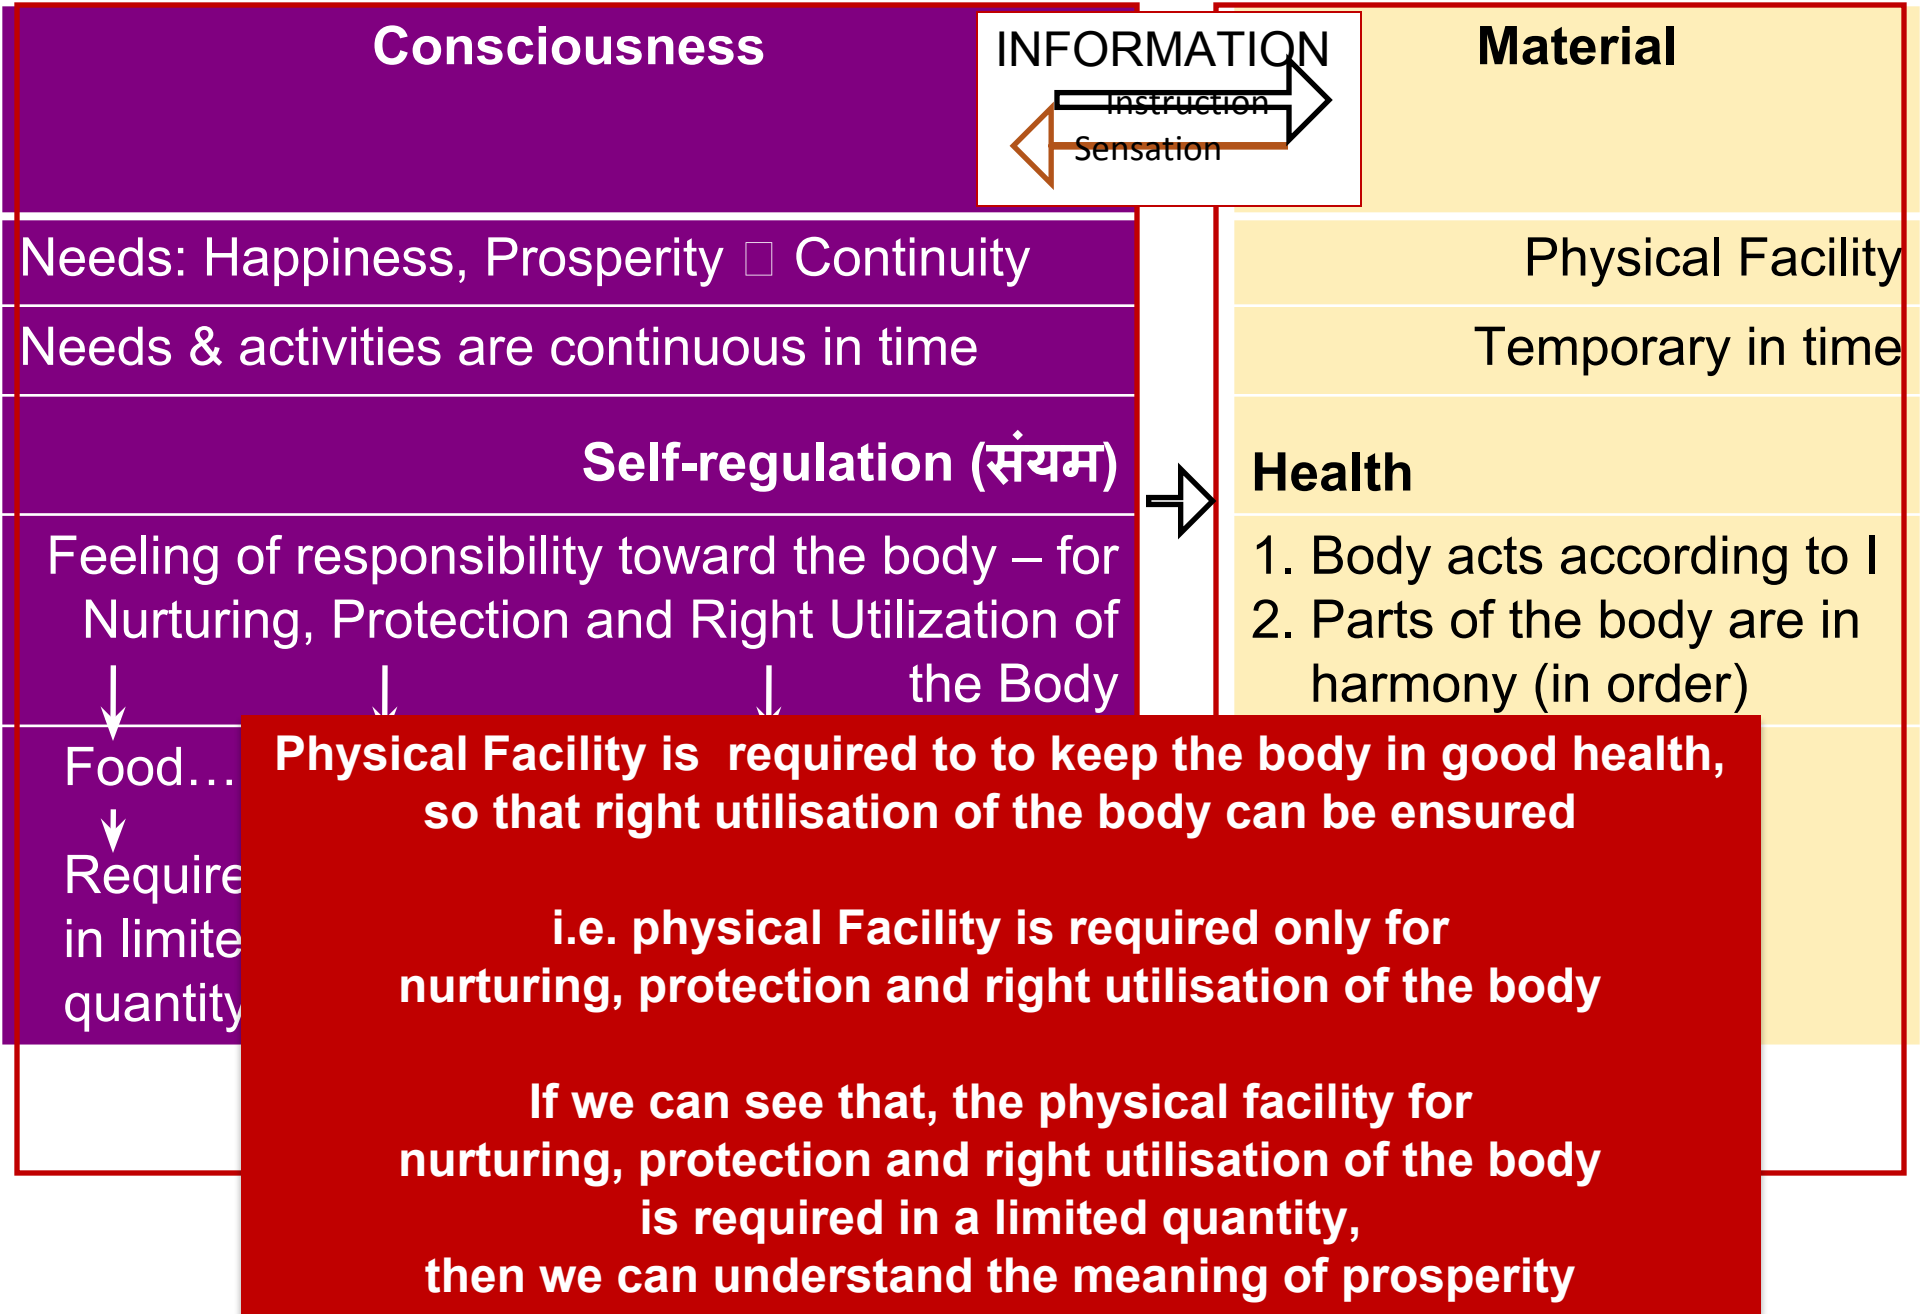 Consciousness
INFORMATION
Instruction
Sensation
Material
Needs: Happiness, Prosperity □ Continuity
Physical Facility
Needs & activities are continuous in time
Temporary in time
Self-regulation (संयम)
Health
Feeling of responsibility toward the body – for
Nurturing, Protection and Right Utilization of
the Body
1. Body acts according to I
2. Parts of the body are in
harmony (in order)
Food…
Require
in limite
quantity
Physical Facility is required to to keep the body in good health,
so that right utilisation of the body can be ensured
i.e. physical Facility is required only for
nurturing, protection and right utilisation of the body
If we can see that, the physical facility for
nurturing, protection and right utilisation of the body
is required in a limited quantity,
then we can understand the meaning of prosperity